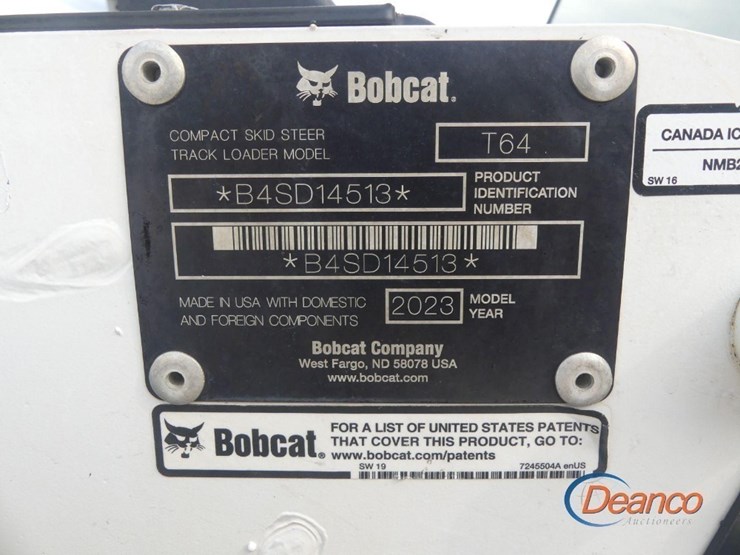 Bobcat.
COMPACT SKID STEER
TRACK LOADER MODEL
T64
*B4SD14513*
PRODUCT
IDENTIFICATION
NUMBER
*B4SD14513*
MADE IN USA WITH DOMESTIC
AND FOREIGN COMPONENTS
2023
MODEL
YEAR
Bobcat Company
West Fargo, ND 58078 USA
www.bobcat.com
CANADA IC
NMB2
SW 16
Bobcat.
FOR A LIST OF UNITED STATES PATENTS
THAT COVER THIS PRODUCT, GO TO:
www.bobcat.com/patents
SW 19
7245504A enUS
Deanco
Auctioneers